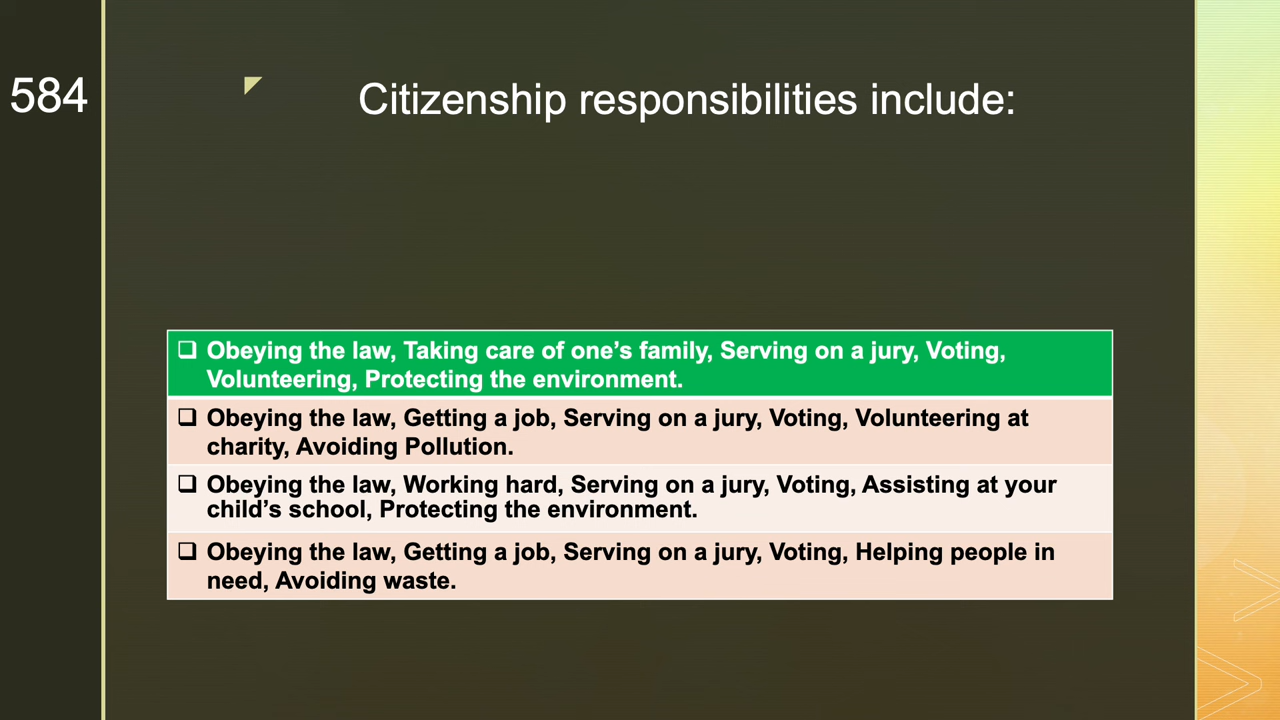 584
Citizenship responsibilities include:
❑ Obeying the law, Taking care of one’s family, Serving on a jury, Voting,
Volunteering, Protecting the environment.
❑ Obeying the law, Getting a job, Serving on a jury, Voting, Volunteering at
charity, Avoiding Pollution.
❑ Obeying the law, Working hard, Serving on a jury, Voting, Assisting at your
child’s school, Protecting the environment.
❑ Obeying the law, Getting a job, Serving on a jury, Voting, Helping people in
need, Avoiding waste.